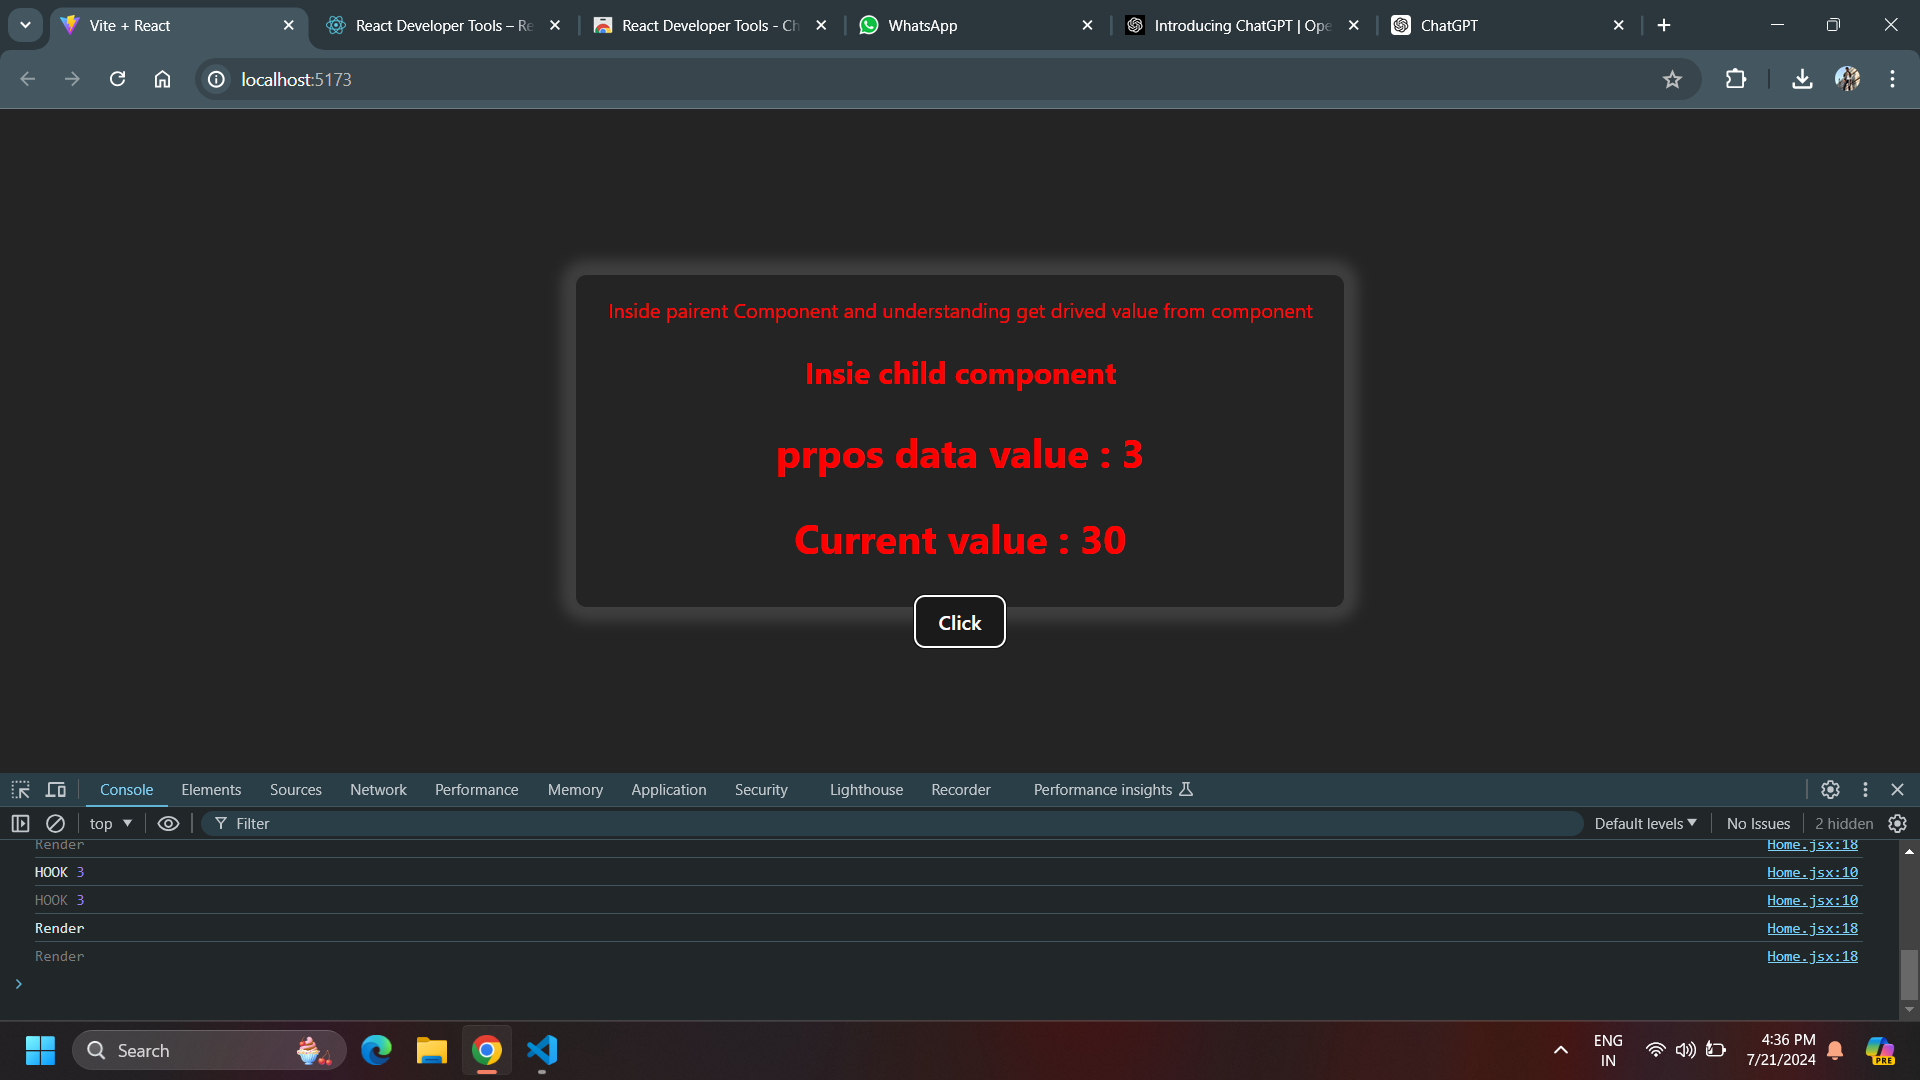 Vite + React
React Developer Tools – Re
React Developer Tools - Ch
WhatsApp
Introducing ChatGPT | Ope
ChatGPT
localhost:5173
Inside pairent Component and understanding get drived value from component
Insie child component
prpos data value : 3
Current value : 30
Click
Console Elements Sources Network Performance Memory Application Security Lighthouse Recorder Performance insights
top Filter Default levels No Issues 2 hidden
Render Home.jsx:18
HOOK 3 Home.jsx:10
HOOK 3 Home.jsx:10
Render Home.jsx:18
Render Home.jsx:18
Search
ENG
IN
4:36 PM
7/21/2024
PRE